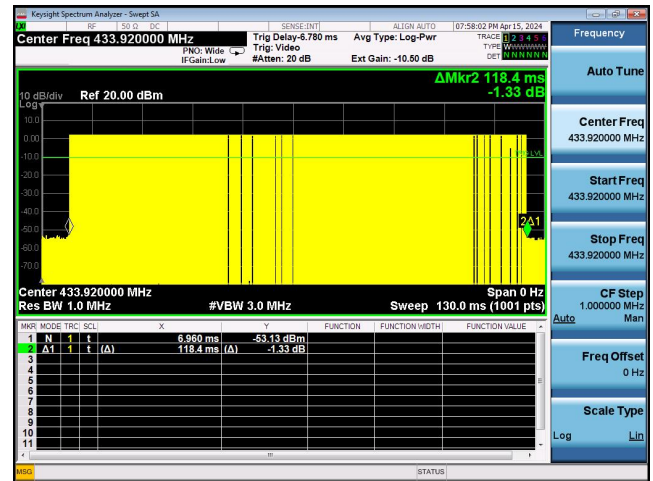 Keysight Spectrum Analyzer - Swept SA
LXI RF 50 Ω DC SENSE:INT ALIGN AUTO 07:58:02 PM Apr 15, 2024
Center Freq 433.920000 MHz
PNO: Wide
IFGain:Low
Trig Delay-6.780 ms
Trig: Video
#Atten: 20 dB
Avg Type: Log-Pwr
Ext Gain: -10.50 dB
TRACE 1 2 3 4 5 6
TYPE
DET N N N N N N
ΔMkr2 118.4 ms
-1.33 dB
10 dB/div Ref 20.00 dBm
Log
10.0
0.00
-10.0
-20.0
-30.0
-40.0
-50.0
-60.0
-70.0
2Δ1
Center 433.920000 MHz Span 0 Hz
Res BW 1.0 MHz #VBW 3.0 MHz Sweep 130.0 ms (1001 pts)
MKR MODE TRC SCL X Y FUNCTION FUNCTION WIDTH FUNCTION VALUE
1 N 1 t 6.960 ms -53.13 dBm
2 Δ1 1 t (Δ) 118.4 ms (Δ) -1.33 dB
3
4
5
6
7
8
9
10
11
MSG STATUS
Frequency
Auto Tune
Center Freq
433.920000 MHz
Start Freq
433.920000 MHz
Stop Freq
433.920000 MHz
CF Step
1.000000 MHz
Auto Man
Freq Offset
0 Hz
Scale Type
Log Lin